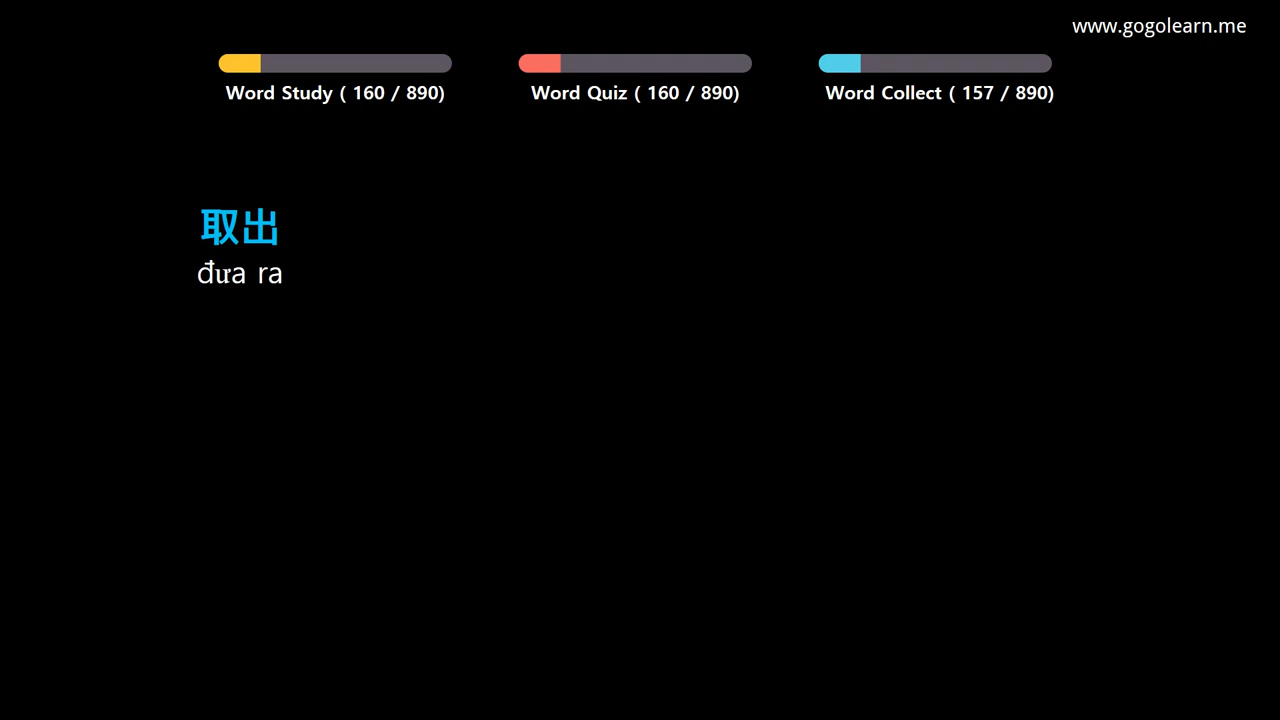 www.gogolearn.me
Word Study ( 160 / 890)
Word Quiz ( 160 / 890)
Word Collect ( 157 / 890)
取出
đưa ra